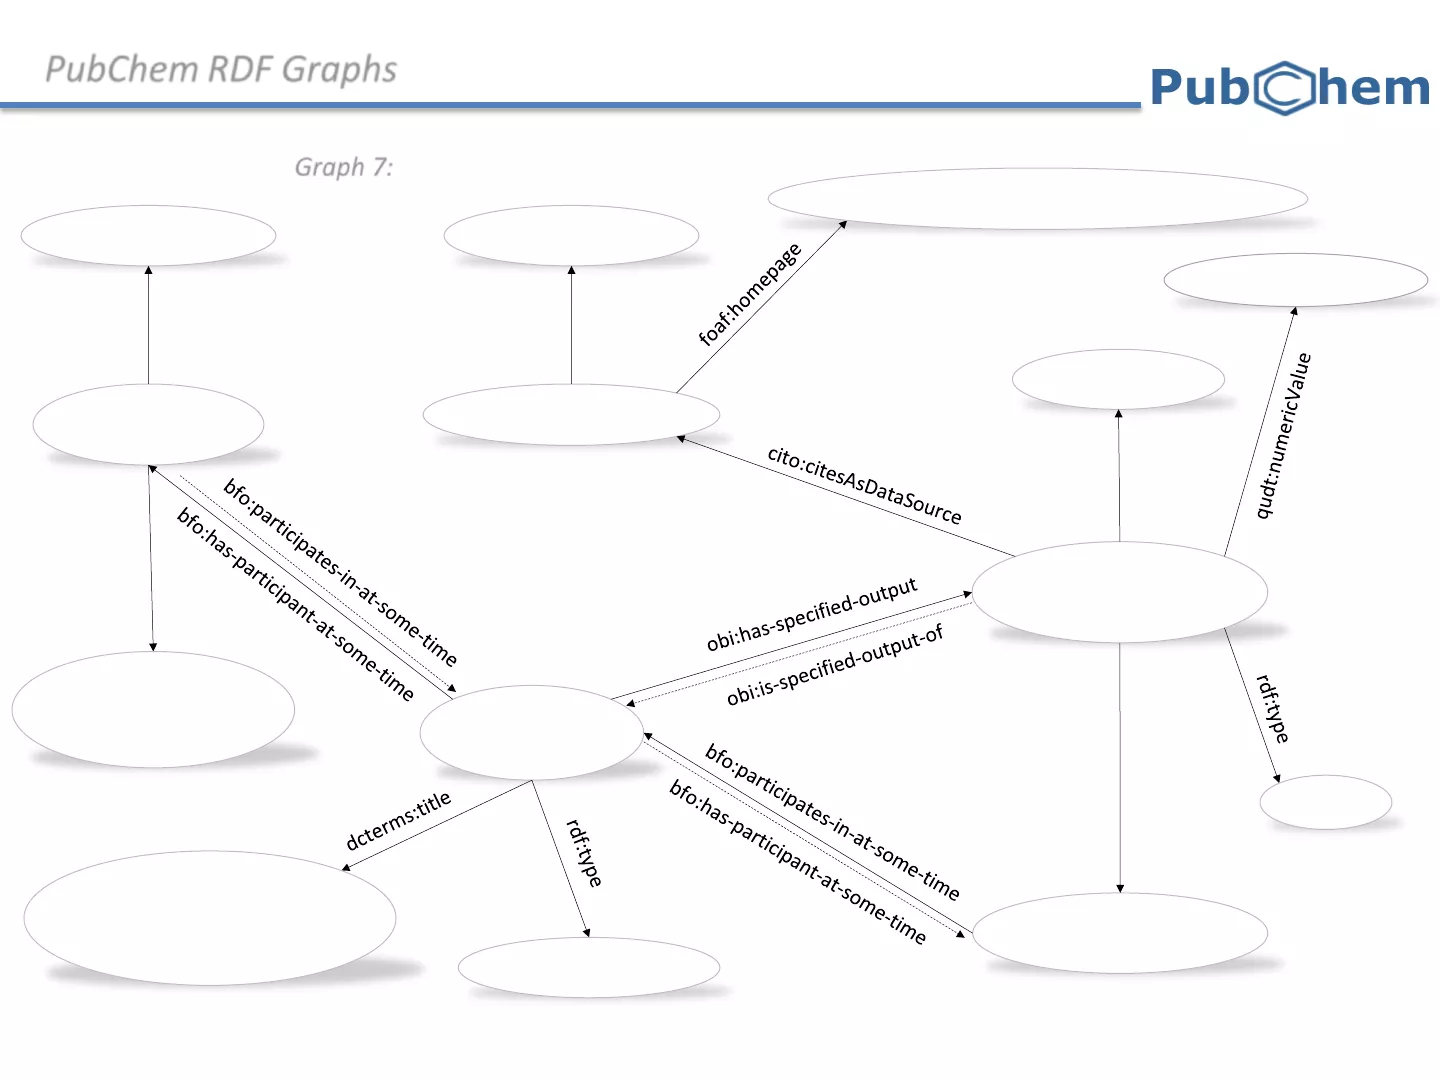 PubChem RDF Graphs
PubChem
Graph 7:
foaf:homepage
qudt:numericValue
cito:citesAsDataSource
bfo:participates-in-at-some-time
bfo:has-participant-at-some-time
obi:has-specified-output
obi:is-specified-output-of
rdf:type
bfo:participates-in-at-some-time
bfo:has-participant-at-some-time
dcterms:title
rdf:type